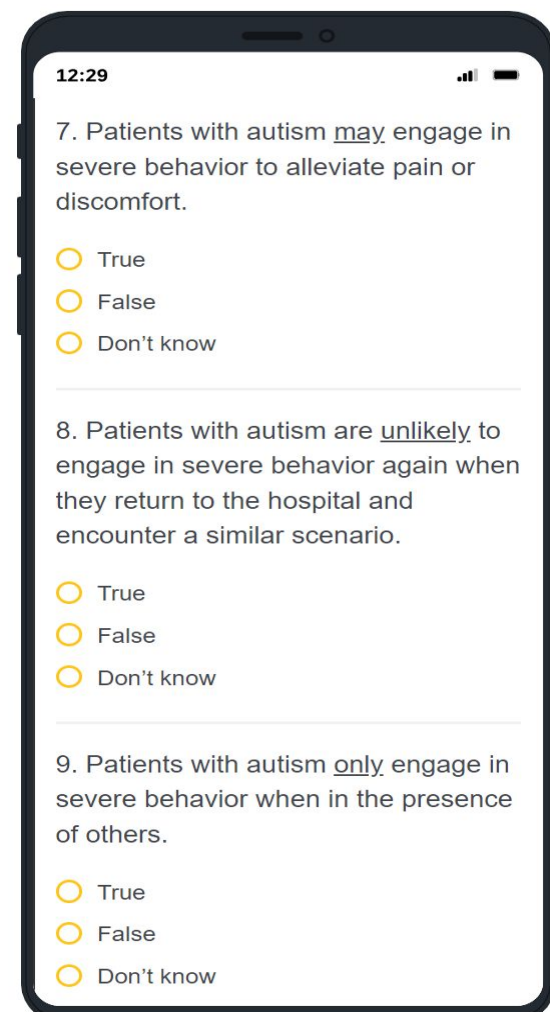 12:29
7. Patients with autism may engage in
severe behavior to alleviate pain or
discomfort.
True
False
Don’t know
8. Patients with autism are unlikely to
engage in severe behavior again when
they return to the hospital and
encounter a similar scenario.
True
False
Don’t know
9. Patients with autism only engage in
severe behavior when in the presence
of others.
True
False
Don’t know